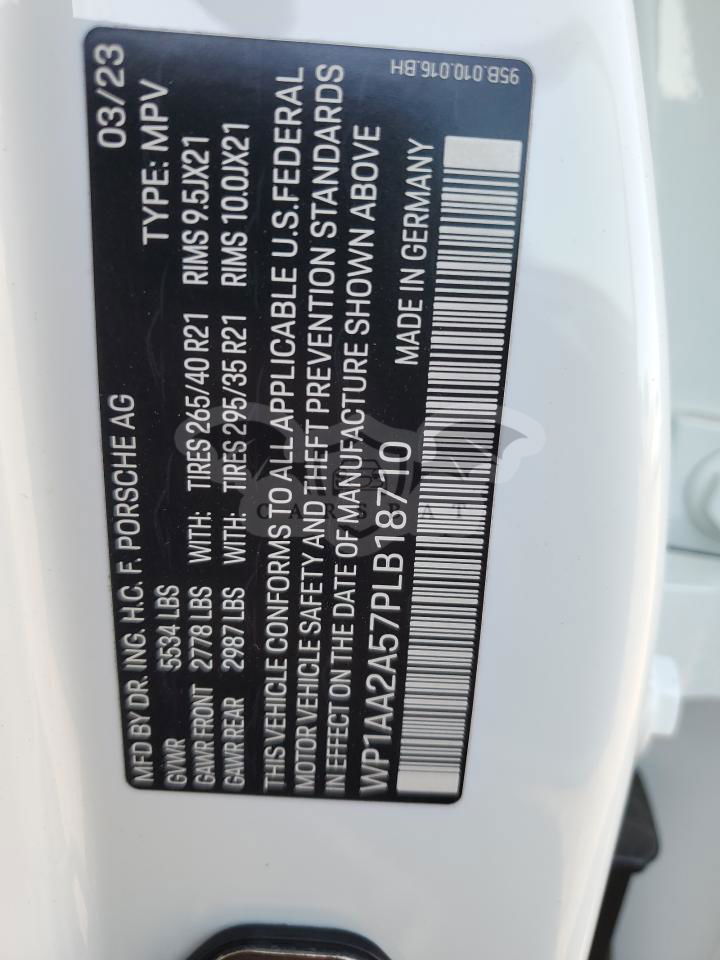 MFD BY DR. ING. H.C. F. PORSCHE AG 03/23
GVWR 5534 LBS TYPE: MPV
GAWR FRONT 2778 LBS WITH: TIRES 265/40 R21 RIMS 9.5JX21
GAWR REAR 2987 LBS WITH: TIRES 295/35 R21 RIMS 10.0JX21
THIS VEHICLE CONFORMS TO ALL APPLICABLE U.S.FEDERAL
MOTOR VEHICLE SAFETY AND THEFT PREVENTION STANDARDS
IN EFFECT ON THE DATE OF MANUFACTURE SHOWN ABOVE
WP1AA2A57PLB18710
MADE IN GERMANY
95B.010.016.BH
CARSBAT